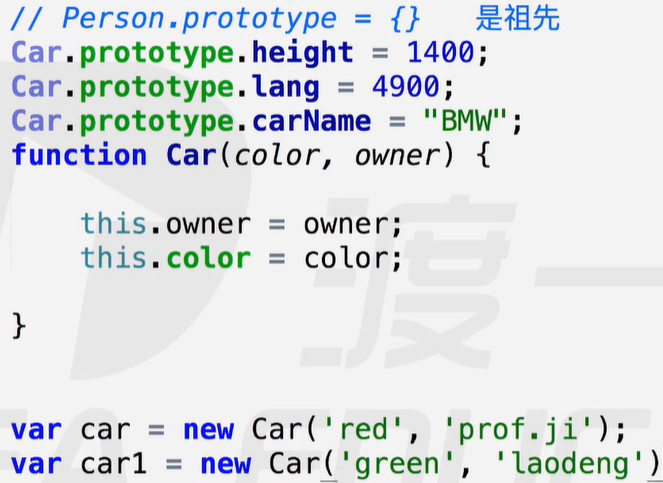 // Person.prototype = {}   是祖先
Car.prototype.height = 1400;
Car.prototype.lang = 4900;
Car.prototype.carName = "BMW";
function Car(color, owner) {
    this.owner = owner;
    this.color = color;
}
var car = new Car('red', 'prof.ji');
var car1 = new Car('green', 'laodeng')
渡一